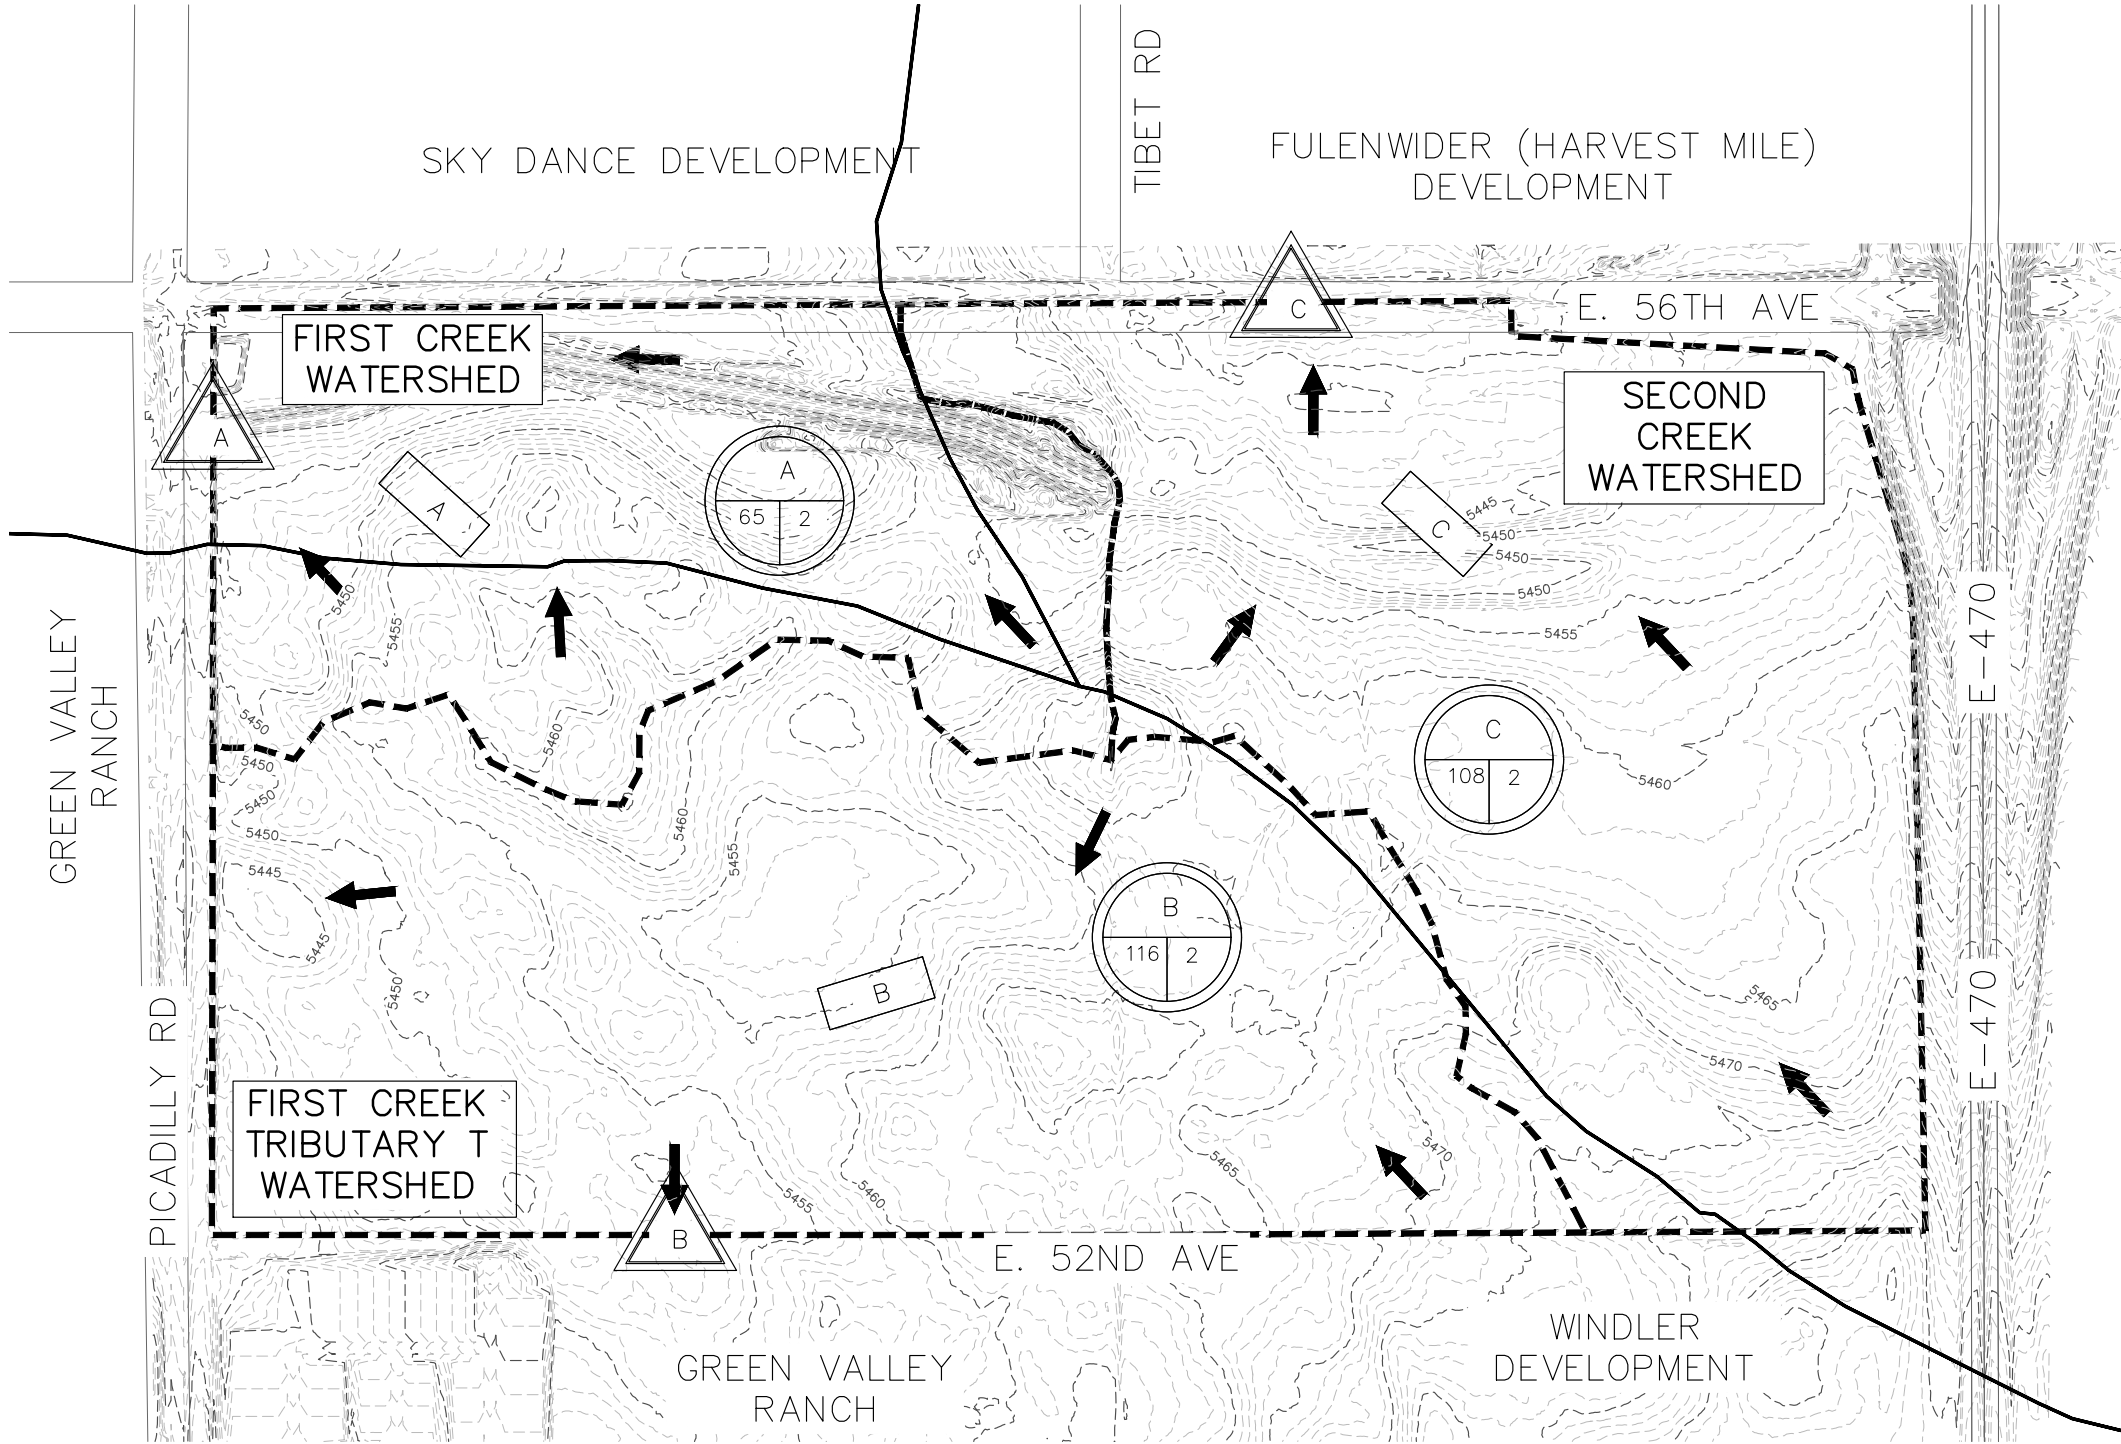 TIBET RD
SKY DANCE DEVELOPMENT
FULENWIDER (HARVEST MILE)
DEVELOPMENT
C
E. 56TH AVE
FIRST CREEK
WATERSHED
SECOND
CREEK
WATERSHED
A
A
A
65
2
C
5445
5450
5450
5450
5455
5450
5455
GREEN VALLEY
RANCH
E-470
5450
5450
5450
5450
5445
5445
5450
5460
5460
5455
C
108
2
5460
B
116
2
B
5465
5470
E-470
PICADILLY RD
FIRST CREEK
TRIBUTARY T
WATERSHED
5455
5460
5465
5470
B
E. 52ND AVE
GREEN VALLEY
RANCH
WINDLER
DEVELOPMENT